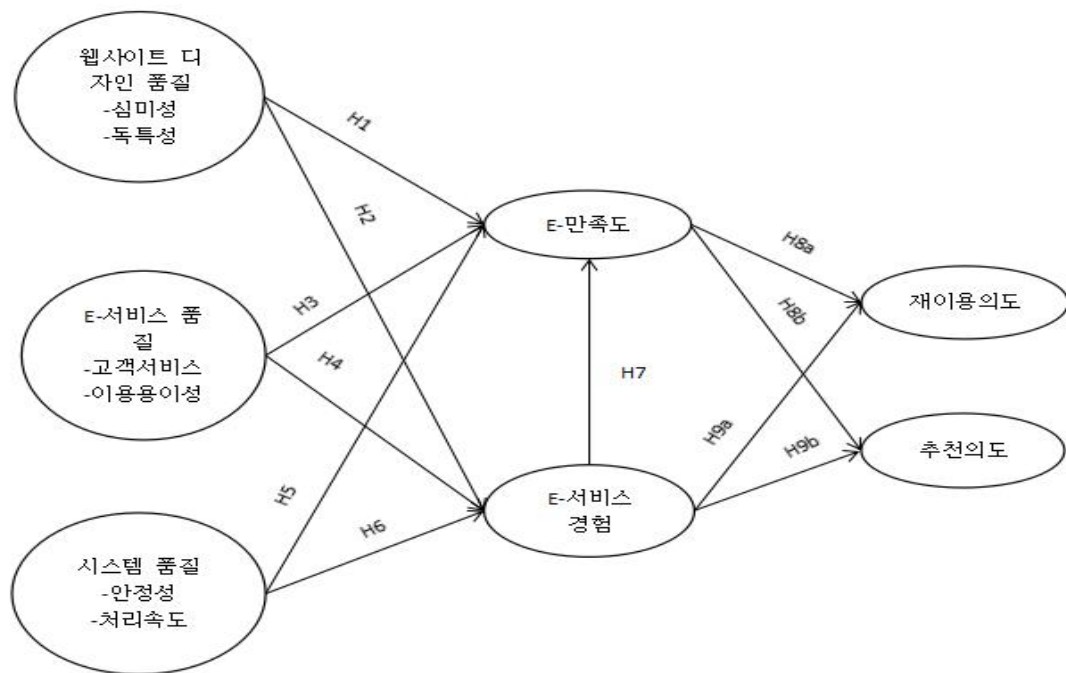 웹사이트 디
자인 품질
-심미성
-독특성
H1
H2
E-만족도
H8a
H8b
재이용의도
E-서비스 품
질
-고객서비스
-이용용이성
H3
H4
H7
H9a
H9b
추천의도
H5
H6
E-서비스
경험
시스템 품질
-안정성
-처리속도